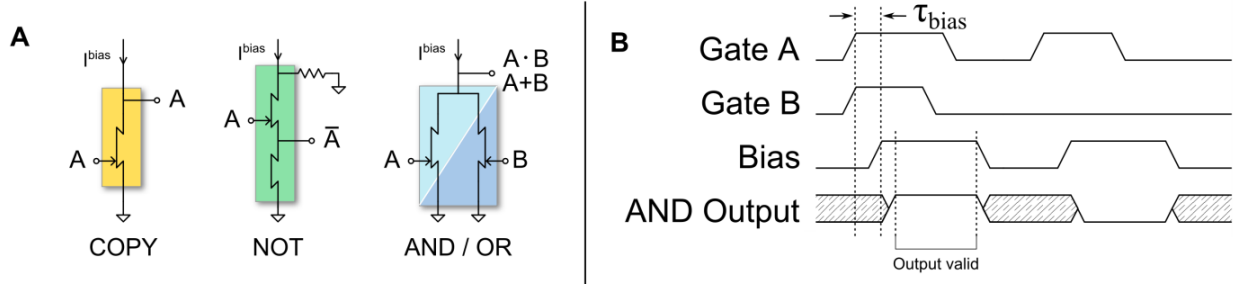 A
I^bias
A
A
COPY
I^bias
A
A̅
NOT
I^bias
A · B
A+B
A
B
AND / OR
B
τ_bias
Gate A
Gate B
Bias
AND Output
Output valid